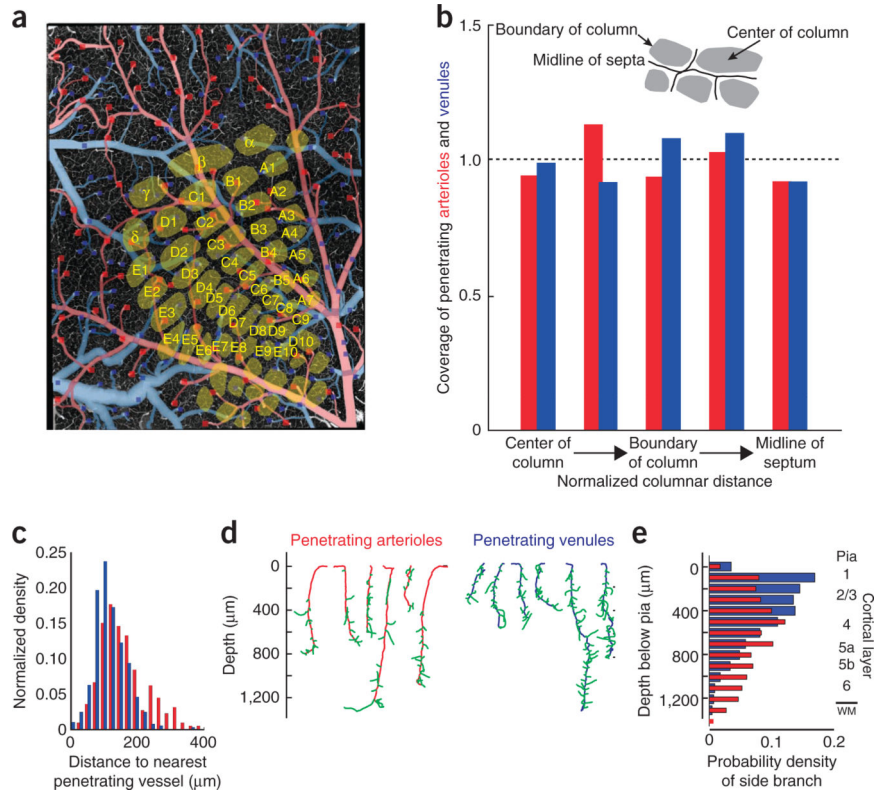 a
α
β
A1
B1
γ
C1
A2
B2
D1
C2
A3
δ
B3
A4
C3
D2
B4
A5
E1
C4
D3
C5
B5
A6
E2
D4
C6
D5
C7
A7
E3
D6
C8
D7
C9
D8
D9
E4
E5
D10
E6
E7
E8
E9
E10
b
Coverage of penetrating arterioles and venules
1.5
1.0
0.5
0
Boundary of column
Center of column
Midline of septa
Center of
column
Boundary
of column
Midline of
septum
Normalized columnar distance
c
Normalized density
0.25
0.20
0.15
0.10
0.05
0
0
200
400
Distance to nearest
penetrating vessel (μm)
d
Penetrating arterioles
Penetrating venules
Depth (μm)
0
400
800
1,200
e
Depth below pia (μm)
0
400
800
1,200
Pia
1
2/3
4
5a
5b
6
WM
Cortical layer
0
0.1
0.2
Probability density
of side branch